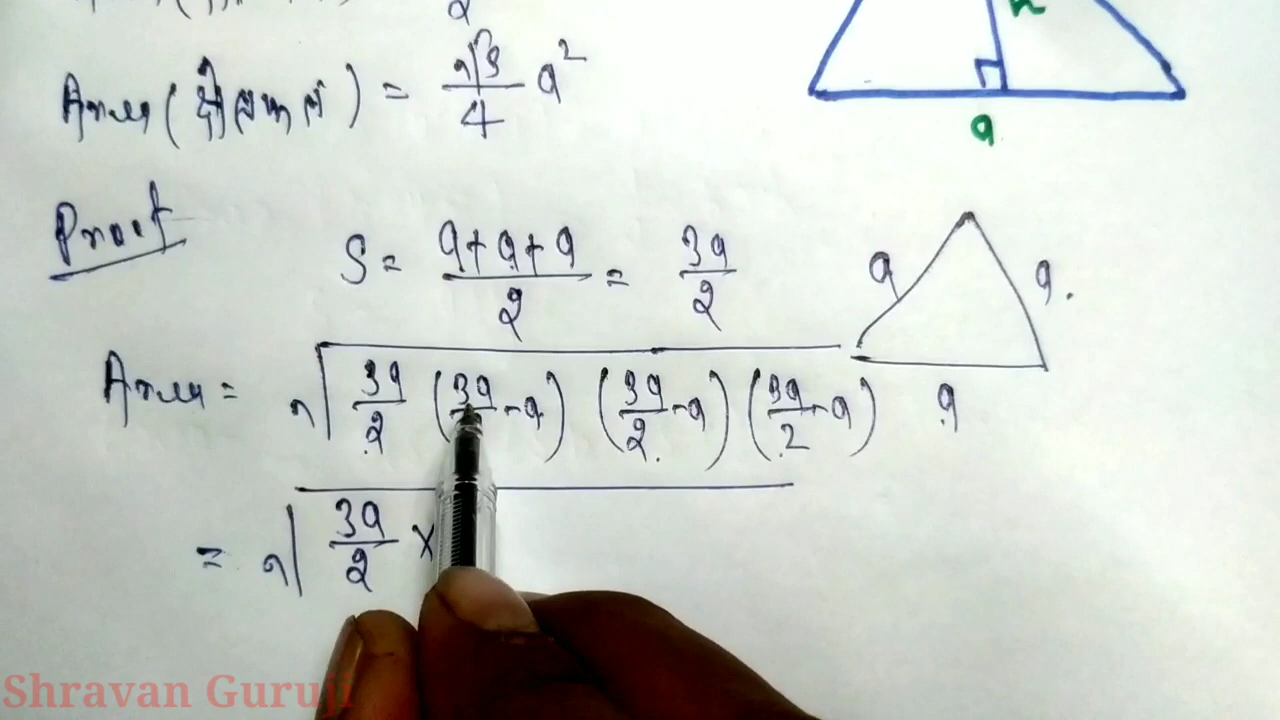 Area (क्षेत्रफल) = √3/4 a²
h
a
Proof
S = a+a+a/2 = 3a/2
a
a.
Area = √3a/2 (3a/2 - a) (3a/2 - a) (3a/2 - a)
a
= √3a/2 ×
Shravan Guruji